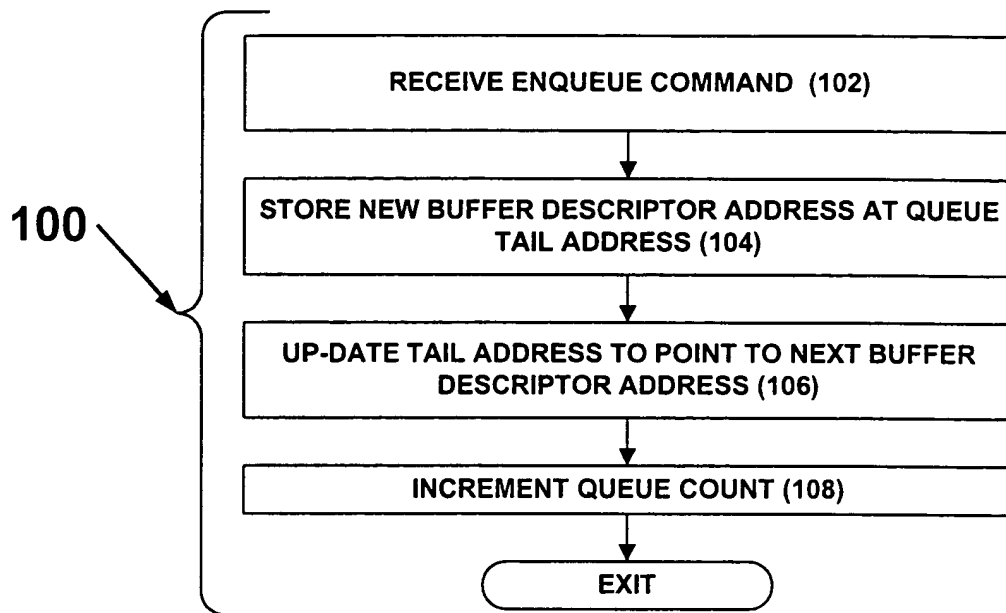 RECEIVE ENQUEUE COMMAND (102)
STORE NEW BUFFER DESCRIPTOR ADDRESS AT QUEUE
TAIL ADDRESS (104)
100
UP-DATE TAIL ADDRESS TO POINT TO NEXT BUFFER
DESCRIPTOR ADDRESS (106)
INCREMENT QUEUE COUNT (108)
EXIT